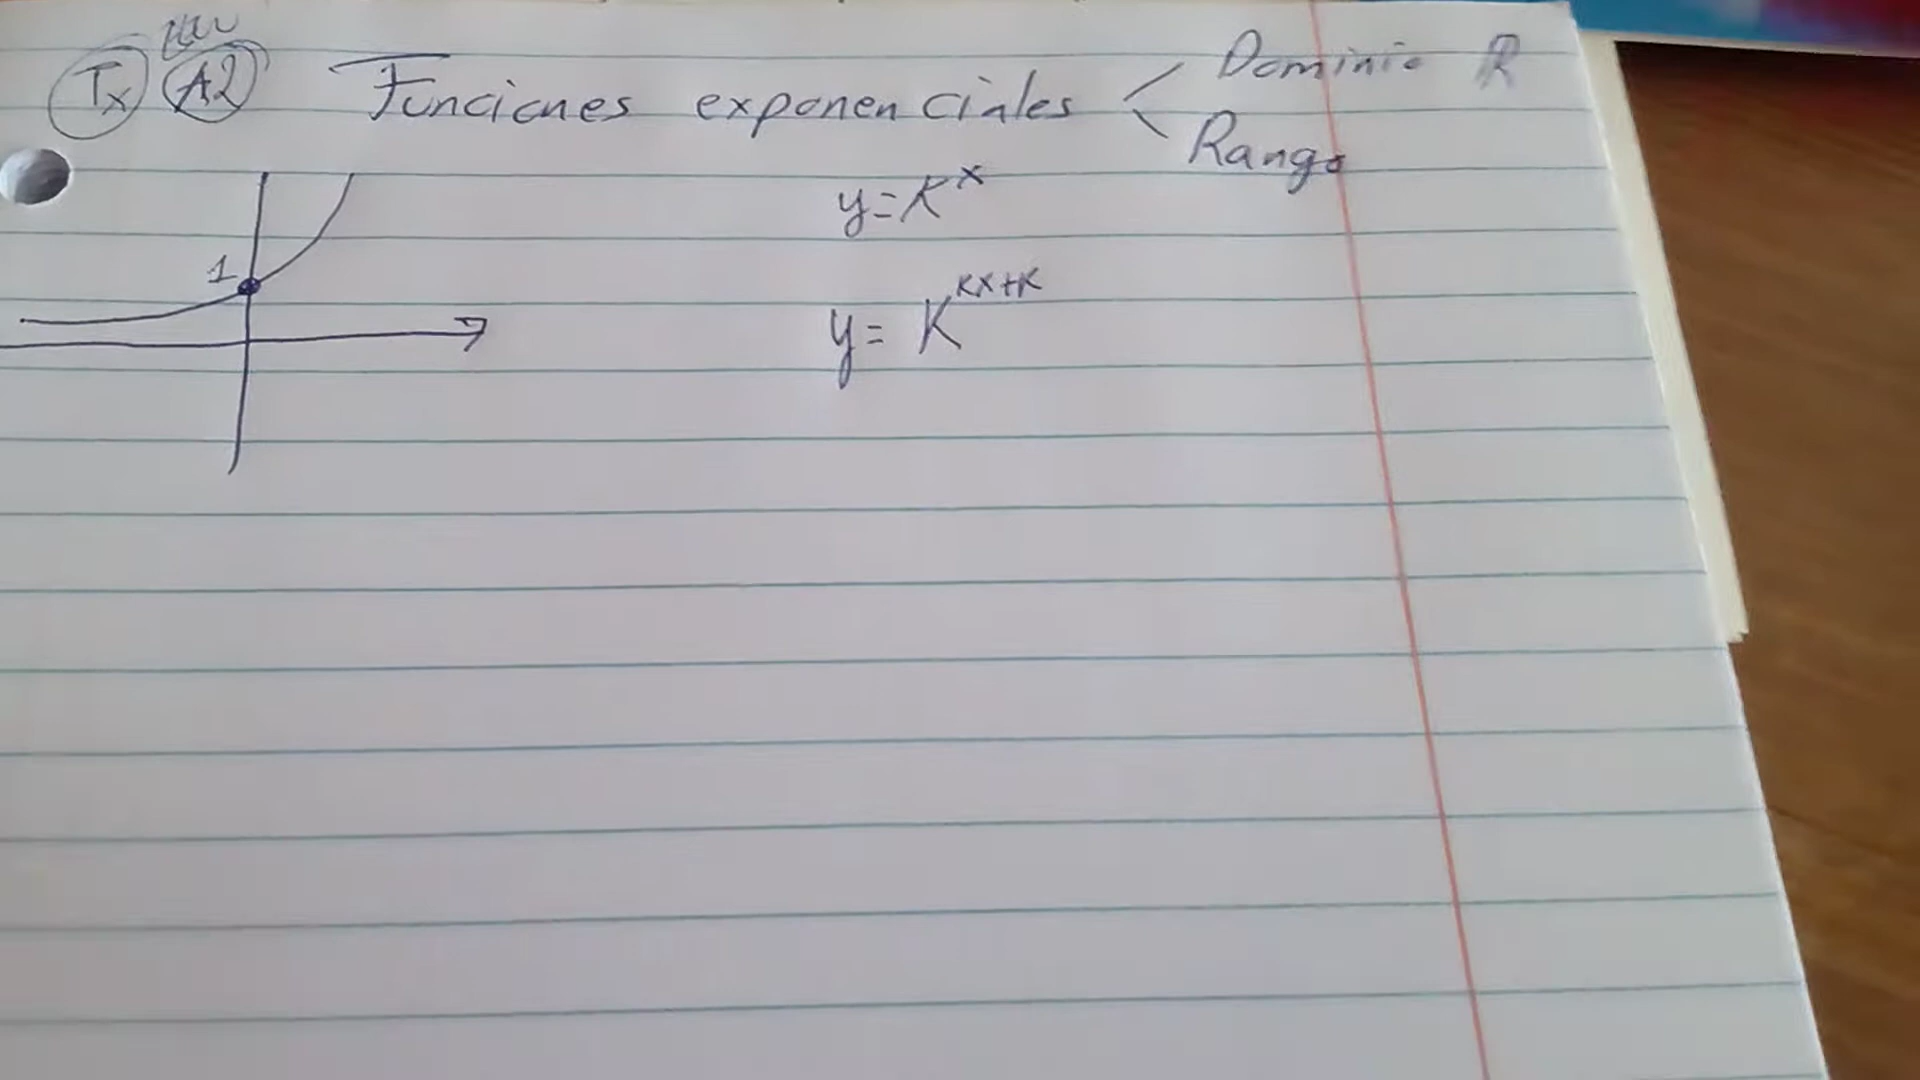 Tx A2 Funciones exponenciales < Dominio R
Rango
y=K^x
1
y= K^{Kx+K}